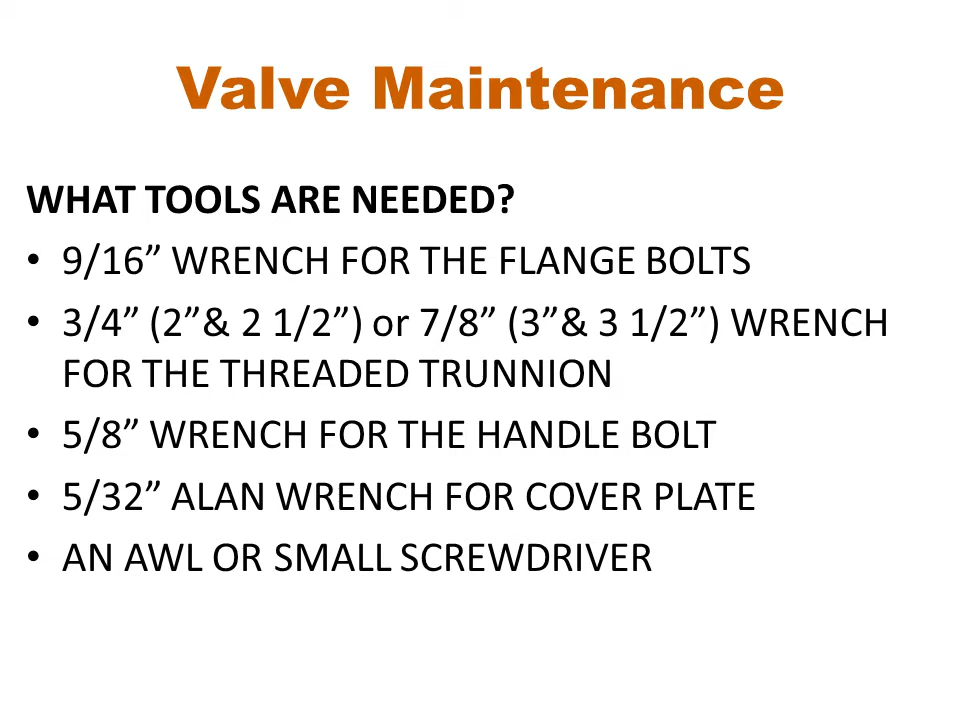 Valve Maintenance
WHAT TOOLS ARE NEEDED?
• 9/16” WRENCH FOR THE FLANGE BOLTS
• 3/4” (2”& 2 1/2”) or 7/8” (3”& 3 1/2”) WRENCH
FOR THE THREADED TRUNNION
• 5/8” WRENCH FOR THE HANDLE BOLT
• 5/32” ALAN WRENCH FOR COVER PLATE
• AN AWL OR SMALL SCREWDRIVER